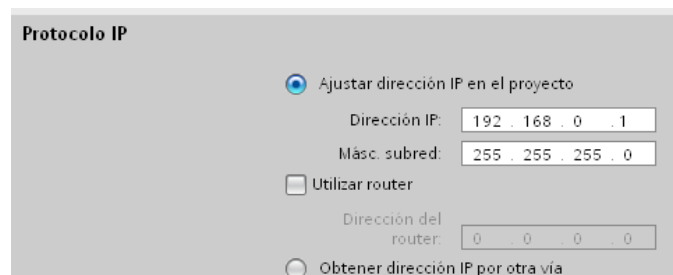 Protocolo IP
Ajustar dirección IP en el proyecto
Dirección IP: 192 . 168 . 0 . 1
Másc. subred: 255 . 255 . 255 . 0
Utilizar router
Dirección del
router: 0 . 0 . 0 . 0
Obtener dirección IP por otra vía